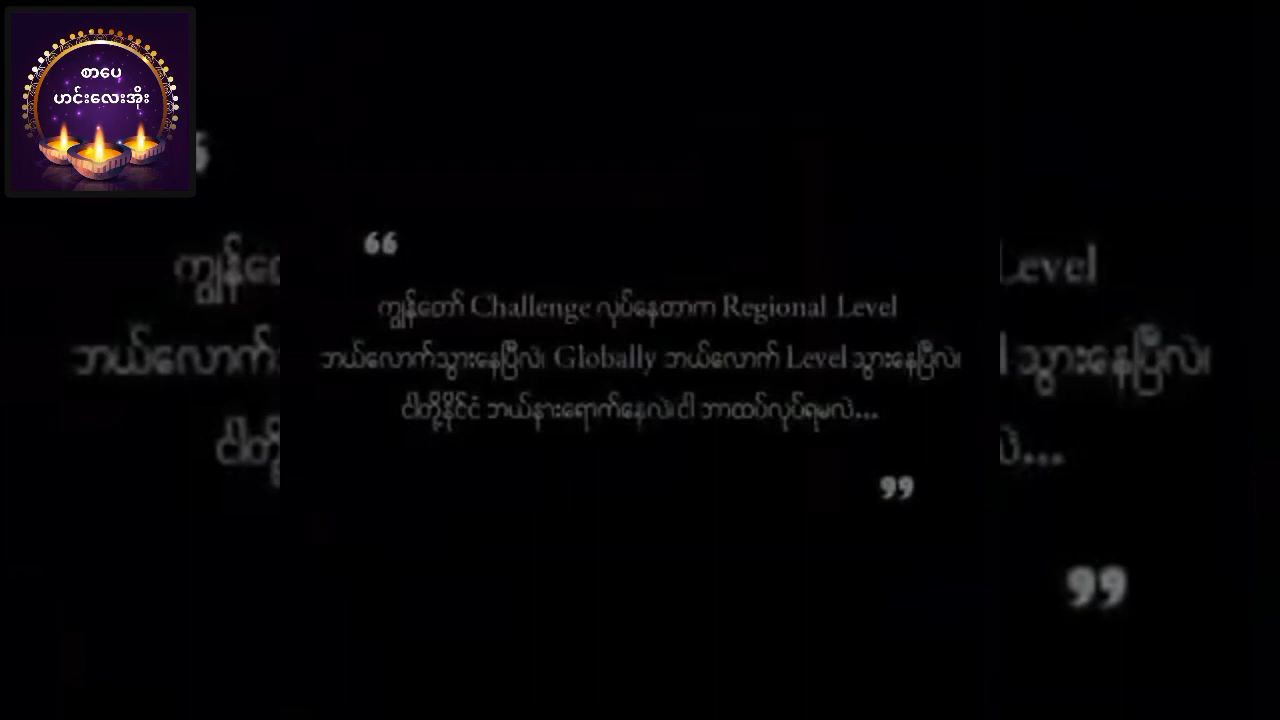 စာပေ
ဟင်းလေးအိုး
“
ကျွန်တော် Challenge လုပ်နေတာက Regional Level
ဘယ်လောက်သွားနေပြီလဲ၊ Globally ဘယ်လောက် Level သွားနေပြီလဲ၊
ငါတို့နိုင်ငံ ဘယ်နားရောက်နေလဲ၊ ငါ ဘာထပ်လုပ်ရမလဲ...
”